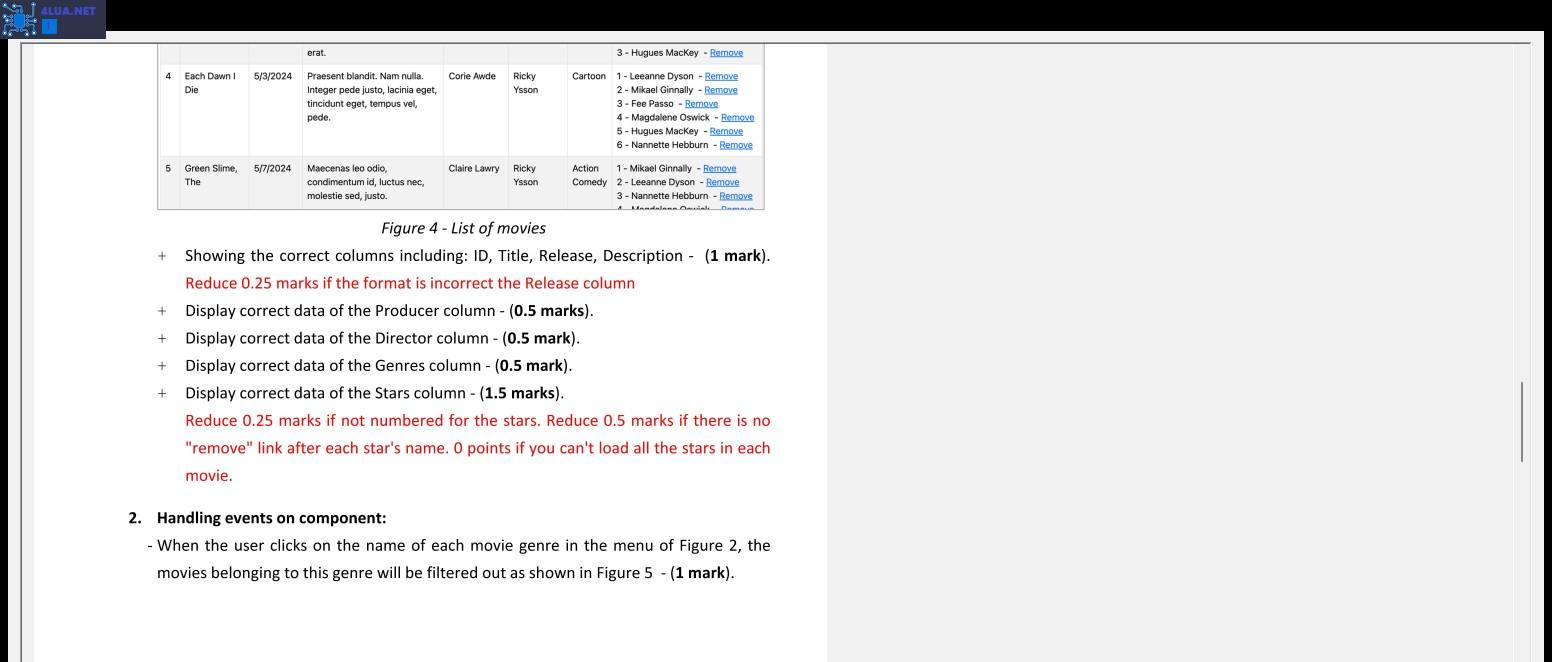 4LUA.NET
erat.
3 - Hugues MacKey - Remove
4 Each Dawn I Die 5/3/2024 Praesent blandit. Nam nulla. Integer pede justo, lacinia eget, tincidunt eget, tempus vel, pede. Corie Awde Ricky Ysson Cartoon
1 - Leeanne Dyson - Remove
2 - Mikael Ginnally - Remove
3 - Fee Passo - Remove
4 - Magdalene Oswick - Remove
5 - Hugues MacKey - Remove
6 - Nannette Hebburn - Remove
5 Green Slime, The 5/7/2024 Maecenas leo odio, condimentum id, luctus nec, molestie sed, justo. Claire Lawry Ricky Ysson Action Comedy
1 - Mikael Ginnally - Remove
2 - Leeanne Dyson - Remove
3 - Nannette Hebburn - Remove
4 - Magdalene Oswick - Remove
Figure 4 - List of movies
+ Showing the correct columns including: ID, Title, Release, Description - (1 mark).
Reduce 0.25 marks if the format is incorrect the Release column
+ Display correct data of the Producer column - (0.5 marks).
+ Display correct data of the Director column - (0.5 mark).
+ Display correct data of the Genres column - (0.5 mark).
+ Display correct data of the Stars column - (1.5 marks).
Reduce 0.25 marks if not numbered for the stars. Reduce 0.5 marks if there is no
"remove" link after each star's name. 0 points if you can't load all the stars in each
movie.
2. Handling events on component:
- When the user clicks on the name of each movie genre in the menu of Figure 2, the
movies belonging to this genre will be filtered out as shown in Figure 5 - (1 mark).